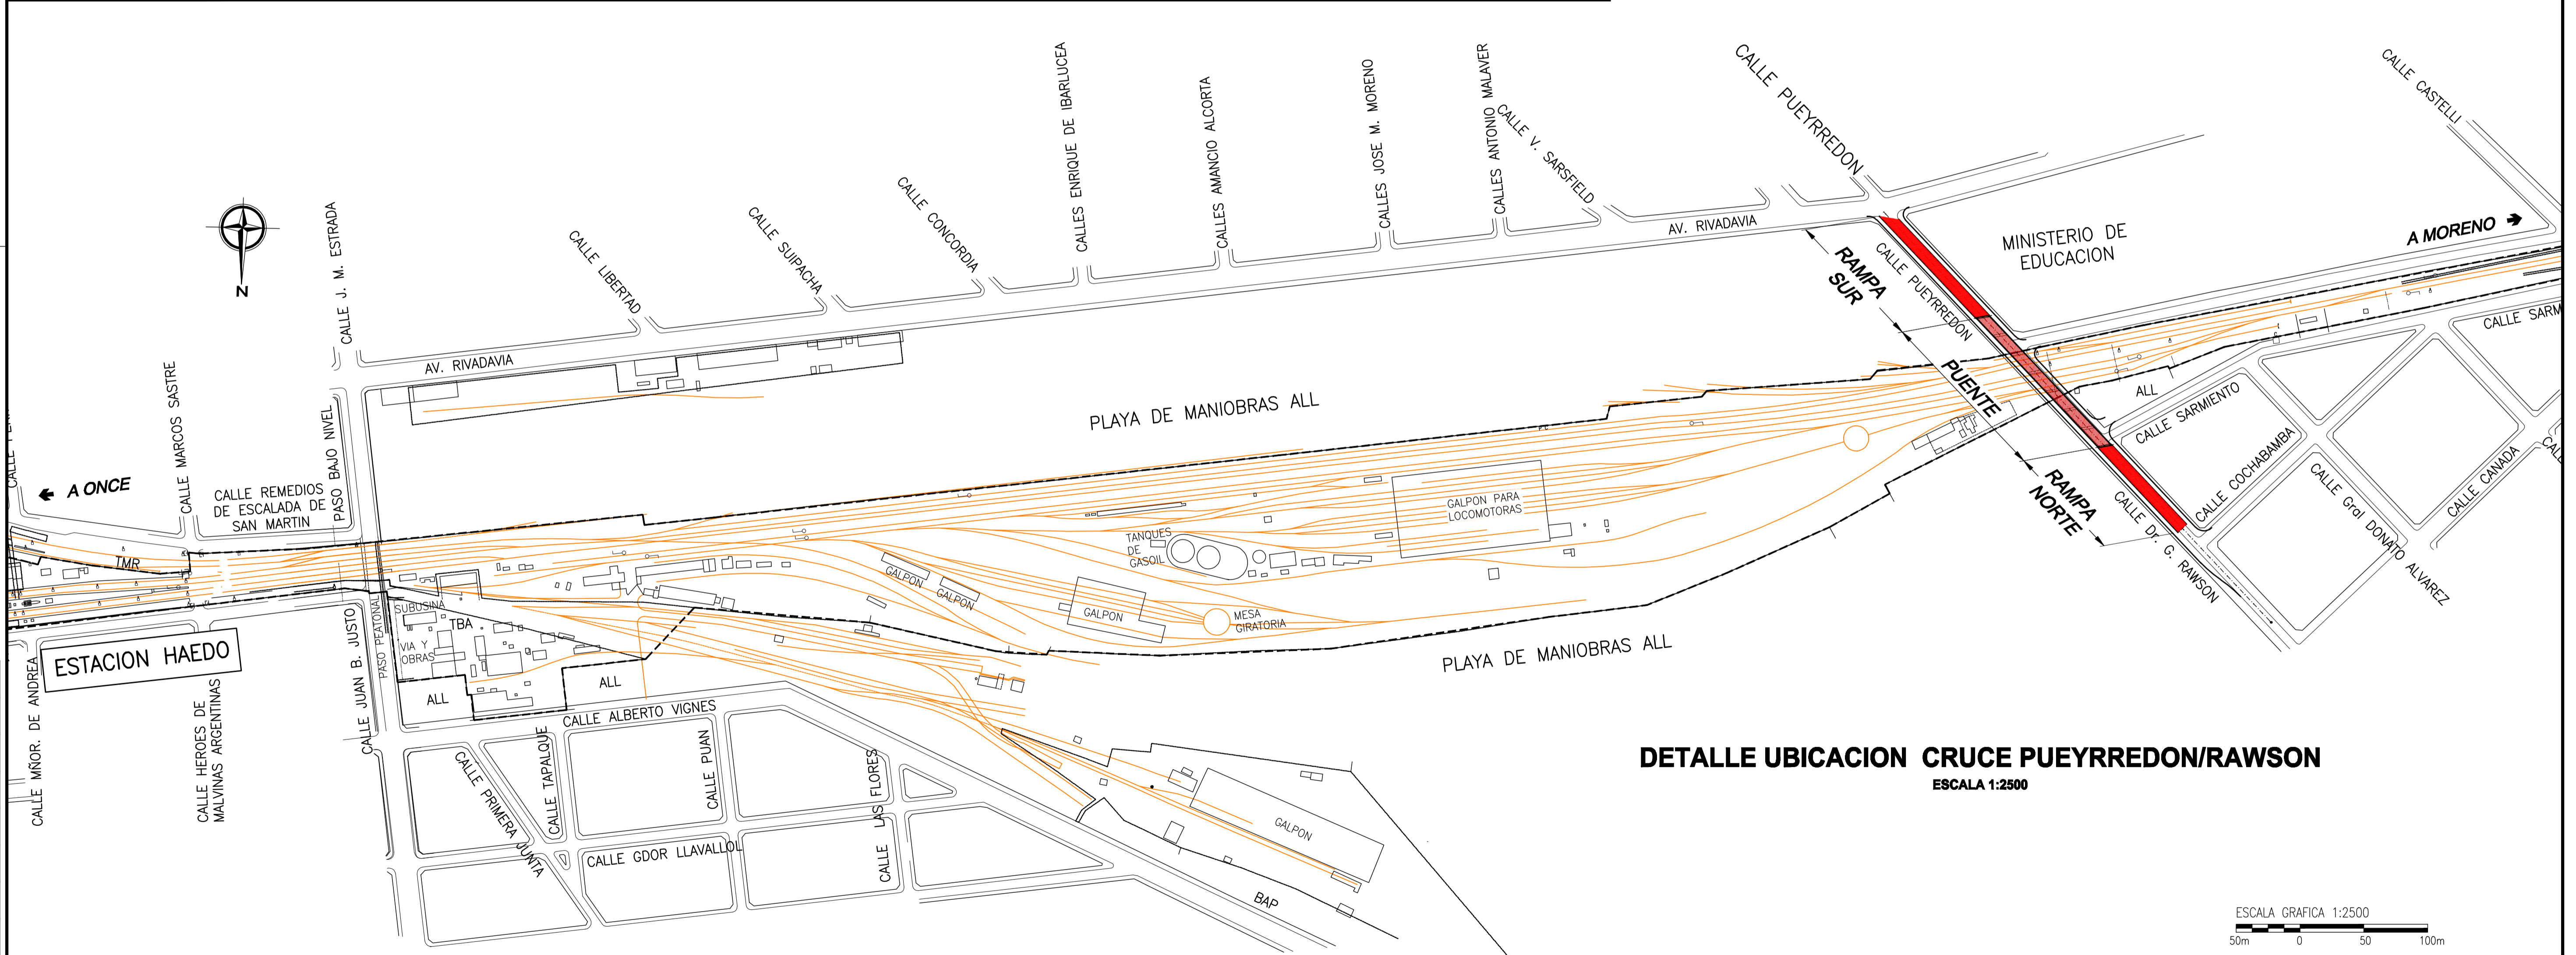 CALLE PUEYRREDON
CALLE CASTELLI
CALLES ENRIQUE DE IBARLUCEA
CALLES AMANCIO ALCORTA
CALLES JOSE M. MORENO
CALLES ANTONIO MALAVER
CALLE V. SARSFIELD
CALLE J. M. ESTRADA
CALLE LIBERTAD
CALLE SUIPACHA
CALLE CONCORDIA
N
AV. RIVADAVIA
AV. RIVADAVIA
CALLE PUEYRREDON
MINISTERIO DE
EDUCACION
A MORENO
RAMPA
SUR
PUENTE
RAMPA
NORTE
CALLE SARM
ALL
CALLE SARMIENTO
CALLE COCHABAMBA
CALLE Gral DONATO ALVAREZ
CALLE CANADA
CALLE Dr. G. RAWSON
PLAYA DE MANIOBRAS ALL
CALLE
CALLE MARCOS SASTRE
PASO BAJO NIVEL
A ONCE
CALLE REMEDIOS
DE ESCALADA DE
SAN MARTIN
TMR
GALPON PARA
LOCOMOTORAS
TANQUES
DE
GASOIL
GALPON
GALPON
GALPON
MESA
GIRATORIA
SUBUSINA
TBA
VIA Y
OBRAS
PASO PEATONAL
CALLE JUAN B. JUSTO
ALL
ALL
ESTACION HAEDO
CALLE MÑOR. DE ANDREA
CALLE HEROES DE
MALVINAS ARGENTINAS
PLAYA DE MANIOBRAS ALL
CALLE ALBERTO VIGNES
CALLE PRIMERA JUNTA
CALLE TAPALQUE
CALLE PUAN
CALLE LAS FLORES
CALLE GDOR LLAVALLOL
GALPON
BAP
DETALLE UBICACION CRUCE PUEYRREDON/RAWSON
ESCALA 1:2500
ESCALA GRAFICA 1:2500
50m 0 50 100m